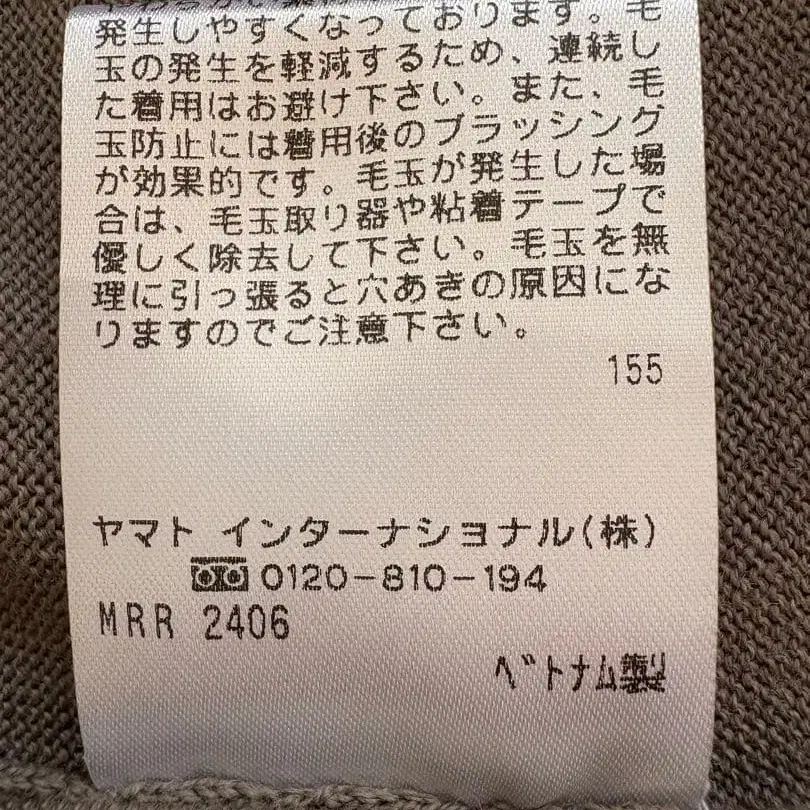 発生しやすくなっております。毛
玉の発生を軽減するため、連続し
た着用はお避け下さい。また、毛
玉防止には着用後のブラッシング
が効果的です。毛玉が発生した場
合は、毛玉取り器や粘着テープで
優しく除去して下さい。毛玉を無
理に引っ張ると穴あきの原因にな
りますのでご注意下さい。
155
ヤマト インターナショナル(株)
0120-810-194
MRR 2406
ベトナム製